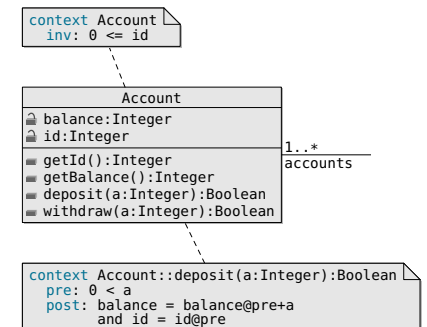 context Account
inv: 0 <= id
Account
balance:Integer
id:Integer
getId():Integer
getBalance():Integer
deposit(a:Integer):Boolean
withdraw(a:Integer):Boolean
1..*
accounts
context Account::deposit(a:Integer):Boolean
pre: 0 < a
post: balance = balance@pre+a
and id = id@pre